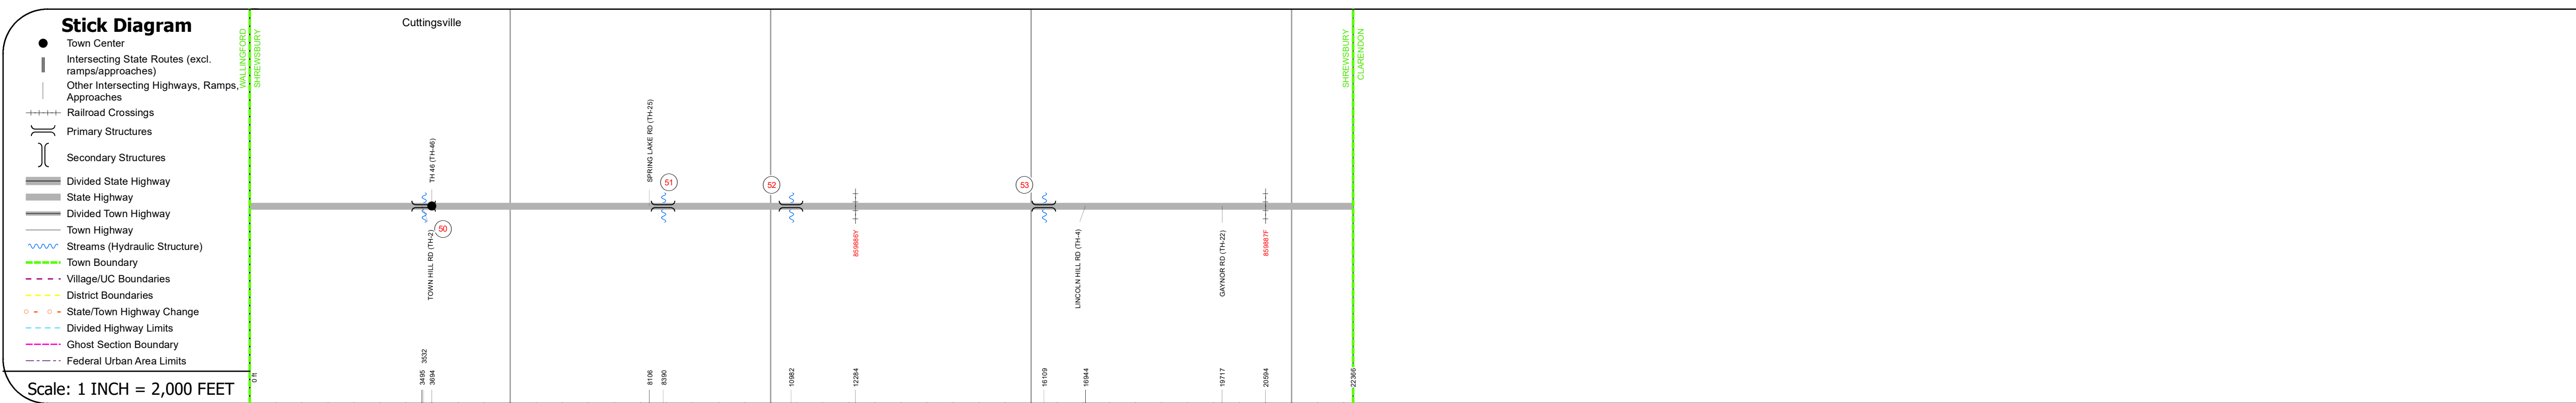 Stick Diagram
Town Center
Intersecting State Routes (excl.
ramps/approaches)
Other Intersecting Highways, Ramps,
Approaches
Railroad Crossings
Primary Structures
Secondary Structures
Divided State Highway
State Highway
Divided Town Highway
Town Highway
Streams (Hydraulic Structure)
Town Boundary
Village/UC Boundaries
District Boundaries
State/Town Highway Change
Divided Highway Limits
Ghost Section Boundary
Federal Urban Area Limits
Scale: 1 INCH = 2,000 FEET
WALLINGFORD
SHREWSBURY
Cuttingsville
TH 46 (TH-46)
TOWN HILL RD (TH-2)
50
SPRING LAKE RD (TH-25)
51
52
859886Y
53
LINCOLN HILL RD (TH-4)
GAYNOR RD (TH-22)
859887F
SHREWSBURY
CLARENDON
0 ft
3495
3532
3694
8106
8390
10982
12284
16109
16944
19717
20594
22366